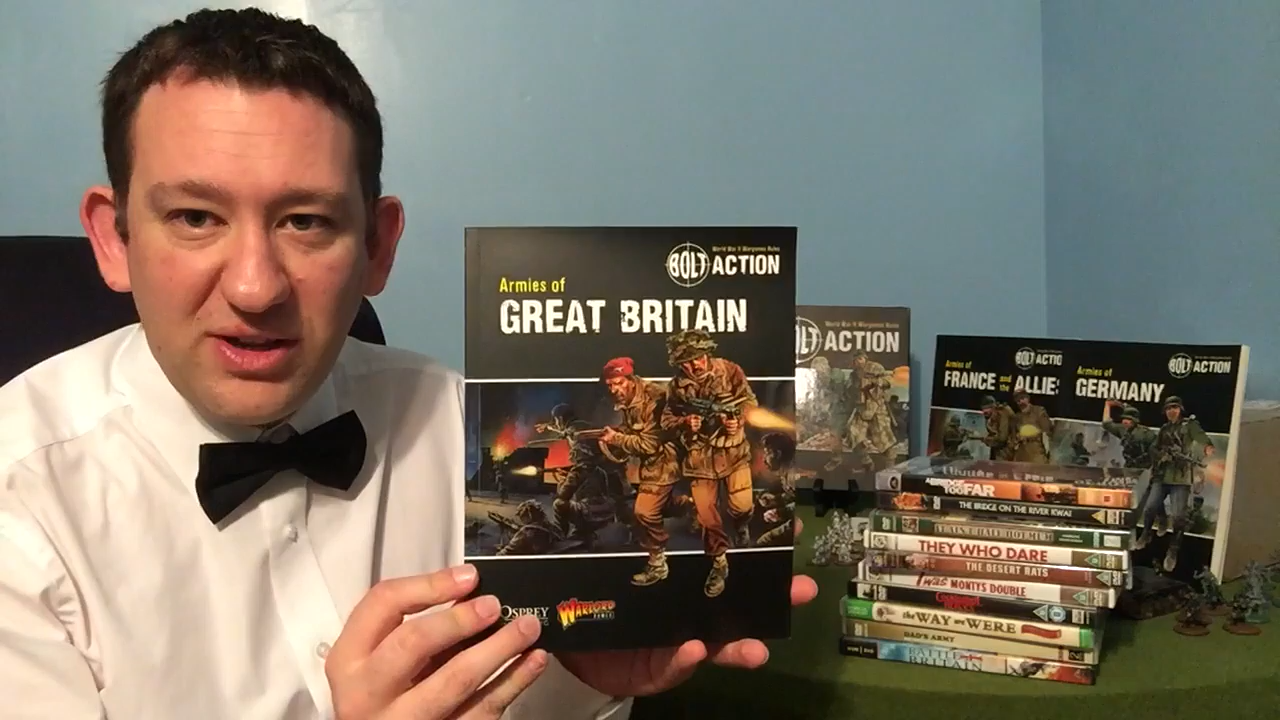 World War II Wargames Rules
BOLT ACTION
Armies of
GREAT BRITAIN
OSPREY
WARLORD
GAMES
World War II Wargames Rules
LT ACTION
BOLT ACTIO
Armies of
FRANCE and the ALLIES
BOLT ACTION
Armies of
GERMANY
A BRIDGE TOO FAR
THE BRIDGE ON THE RIVER KWAI
THEY WHO DARE
THE DESERT RATS
I WAS MONTY'S DOUBLE
the WAY we WERE
DAD'S ARMY
BATTLE
BRITAIN